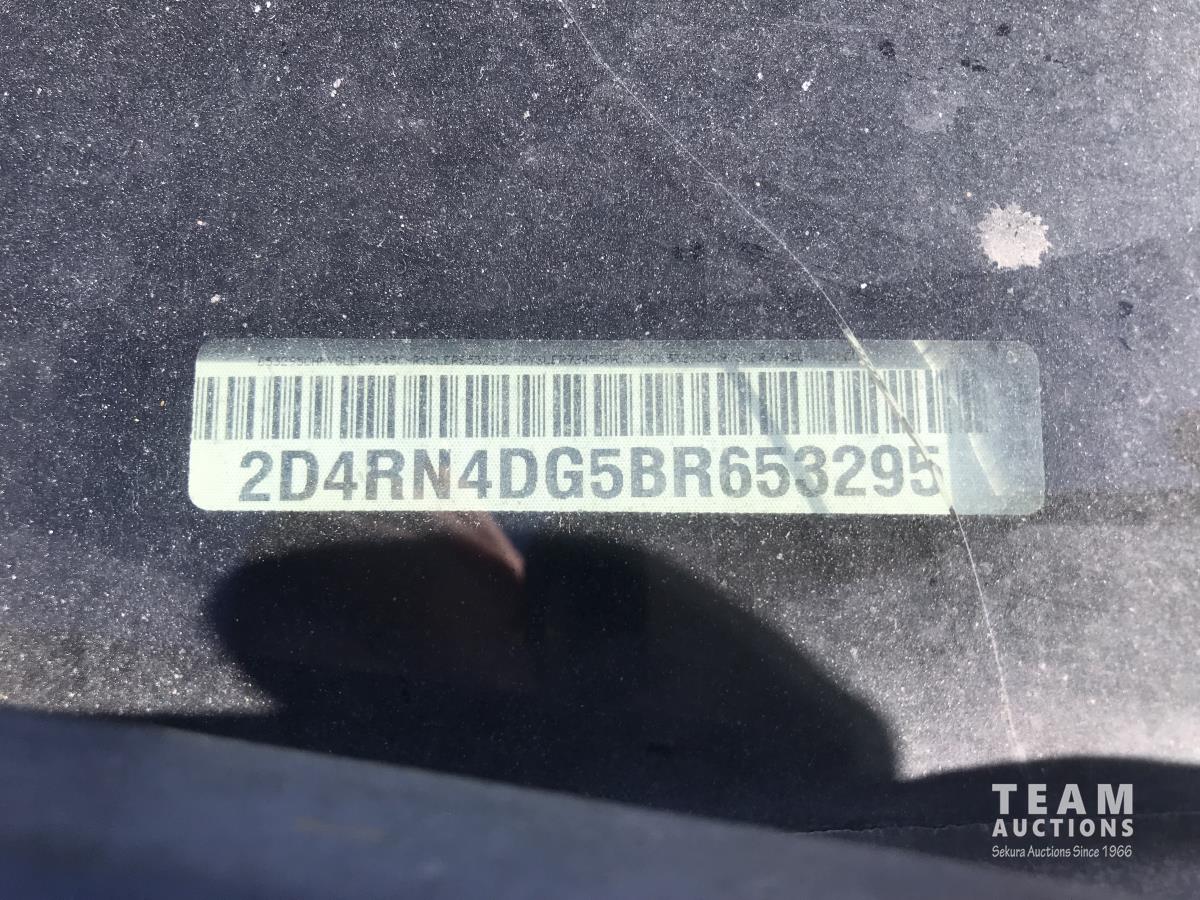 2D4RN4DG5BR653295
TEAM
AUCTIONS
Sekura Auctions Since 1966